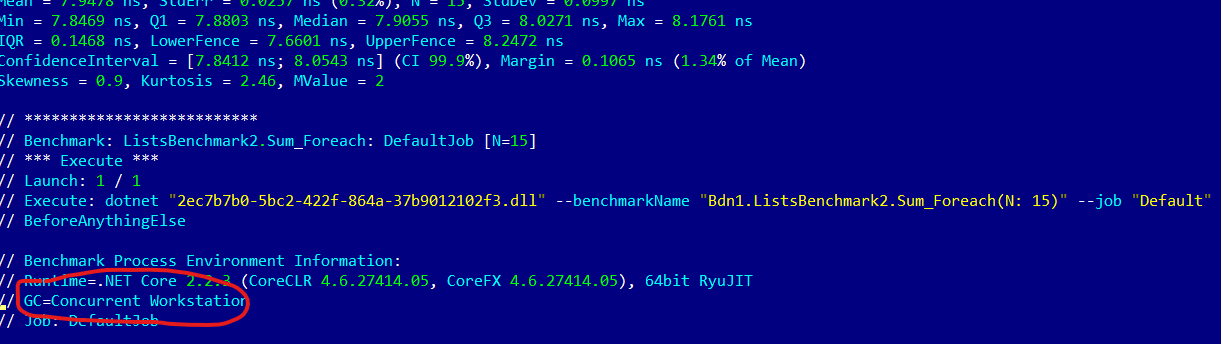 Mean = 7.9478 ns, StdErr = 0.0257 ns (0.32%), N = 15, StdDev = 0.0997 ns
Min = 7.8469 ns, Q1 = 7.8803 ns, Median = 7.9055 ns, Q3 = 8.0271 ns, Max = 8.1761 ns
IQR = 0.1468 ns, LowerFence = 7.6601 ns, UpperFence = 8.2472 ns
ConfidenceInterval = [7.8412 ns; 8.0543 ns] (CI 99.9%), Margin = 0.1065 ns (1.34% of Mean)
Skewness = 0.9, Kurtosis = 2.46, MValue = 2
// **************************
// Benchmark: ListsBenchmark2.Sum_Foreach: DefaultJob [N=15]
// *** Execute ***
// Launch: 1 / 1
// Execute: dotnet "2ec7b7b0-5bc2-422f-864a-37b9012102f3.dll" --benchmarkName "Bdn1.ListsBenchmark2.Sum_Foreach(N: 15)" --job "Default"
// BeforeAnythingElse
// Benchmark Process Environment Information:
// Runtime=.NET Core 2.2.3 (CoreCLR 4.6.27414.05, CoreFX 4.6.27414.05), 64bit RyuJIT
// GC=Concurrent Workstation
// Job: DefaultJob